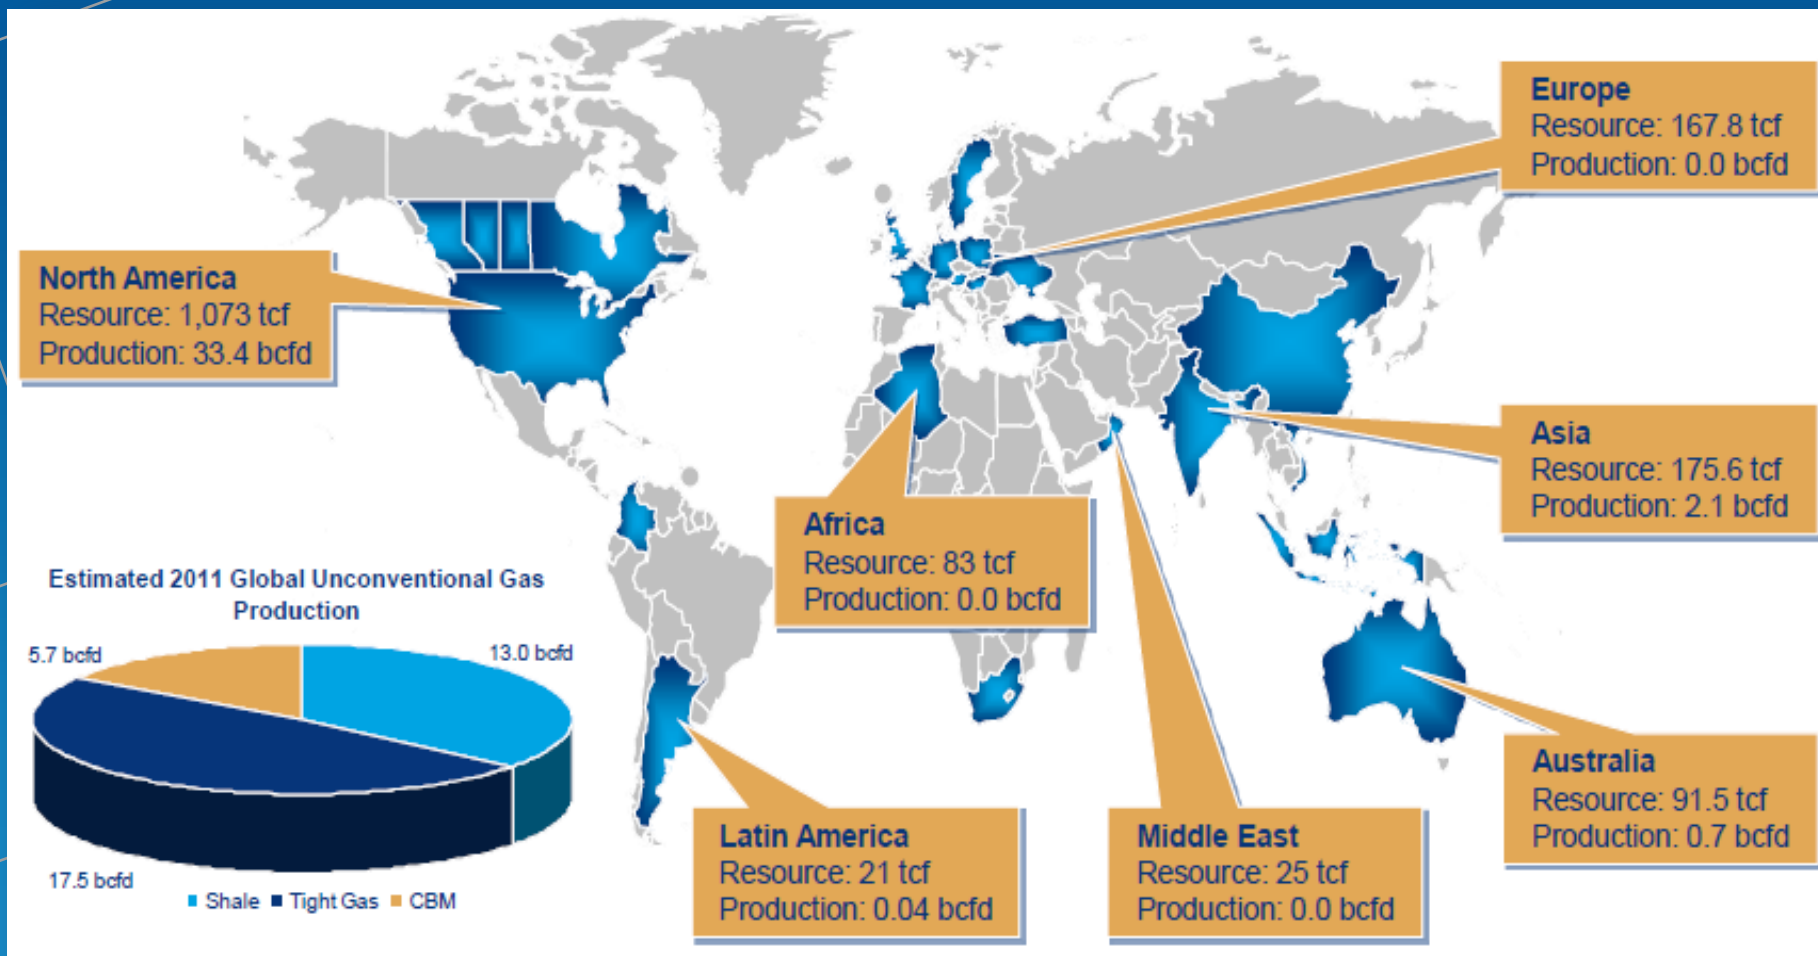 Europe
Resource: 167.8 tcf
Production: 0.0 bcfd
North America
Resource: 1,073 tcf
Production: 33.4 bcfd
Asia
Resource: 175.6 tcf
Production: 2.1 bcfd
Africa
Resource: 83 tcf
Production: 0.0 bcfd
Estimated 2011 Global Unconventional Gas
Production
5.7 bcfd
13.0 bcfd
17.5 bcfd
Shale Tight Gas CBM
Latin America
Resource: 21 tcf
Production: 0.04 bcfd
Middle East
Resource: 25 tcf
Production: 0.0 bcfd
Australia
Resource: 91.5 tcf
Production: 0.7 bcfd